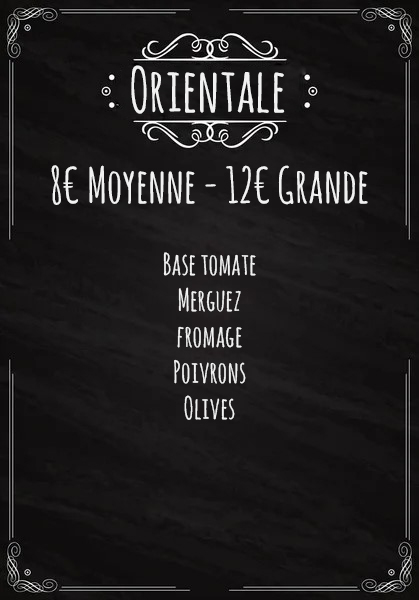 Orientale
8€ Moyenne - 12€ Grande
Base tomate
Merguez
fromage
Poivrons
Olives